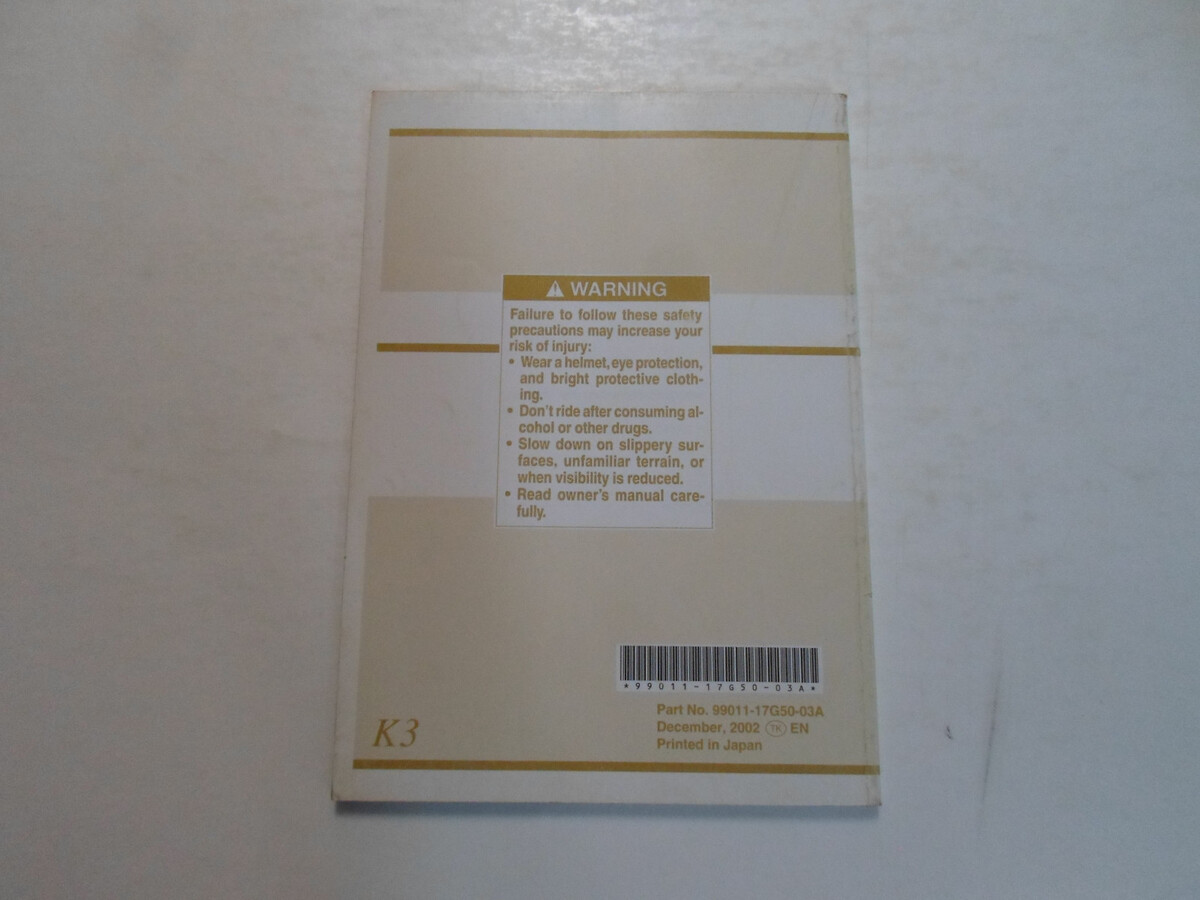 WARNING
Failure to follow these safety
precautions may increase your
risk of injury:
• Wear a helmet, eye protection,
and bright protective cloth-
ing.
• Don't ride after consuming al-
cohol or other drugs.
• Slow down on slippery sur-
faces, unfamiliar terrain, or
when visibility is reduced.
• Read owner's manual care-
fully.
*99011-17G50-03A*
Part No. 99011-17G50-03A
December, 2002 TK EN
Printed in Japan
K3